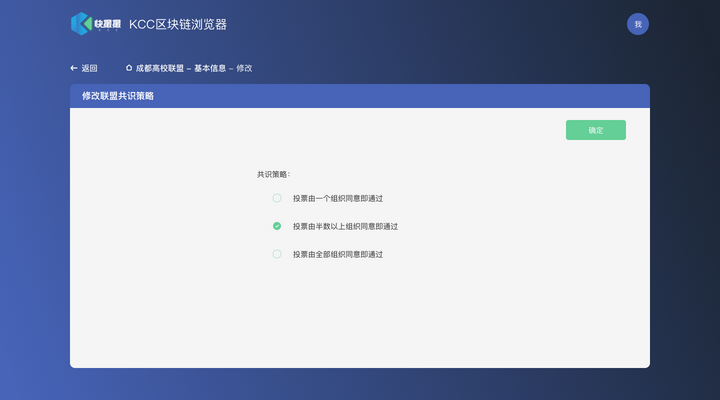 KCC区块链浏览器
我
返回
成都高校联盟 – 基本信息 – 修改
修改联盟共识策略
确定
共识策略:
投票由一个组织同意即通过
投票由半数以上组织同意即通过
投票由全部组织同意即通过